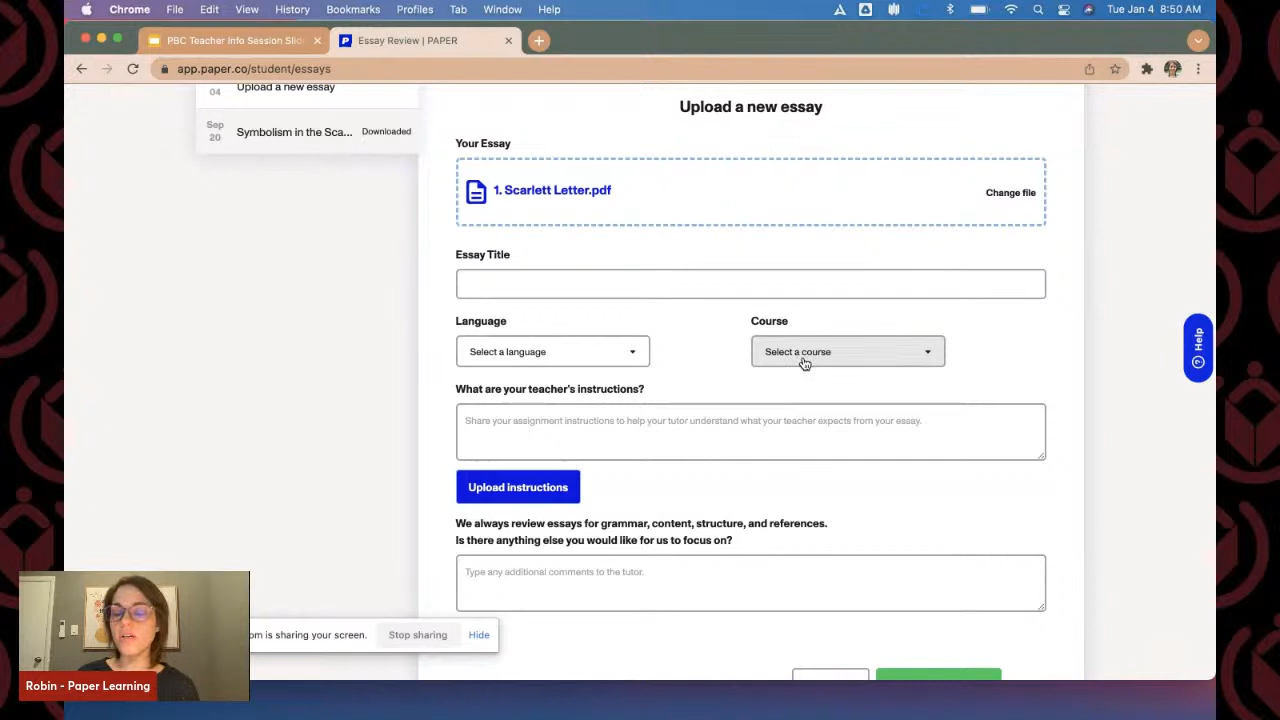 Chrome File Edit View History Bookmarks Profiles Tab Window Help
Tue Jan 4 8:50 AM
PBC Teacher Info Session Slid
Essay Review | PAPER
app.paper.co/student/essays
04 Upload a new essay
Sep 20 Symbolism in the Sca... Downloaded
Upload a new essay
Your Essay
1. Scarlett Letter.pdf
Change file
Essay Title
Language Course
Select a language Select a course
What are your teacher's instructions?
Share your assignment instructions to help your tutor understand what your teacher expects from your essay.
Upload instructions
We always review essays for grammar, content, structure, and references.
Is there anything else you would like for us to focus on?
Type any additional comments to the tutor.
Help
om is sharing your screen. Stop sharing Hide
Robin - Paper Learning